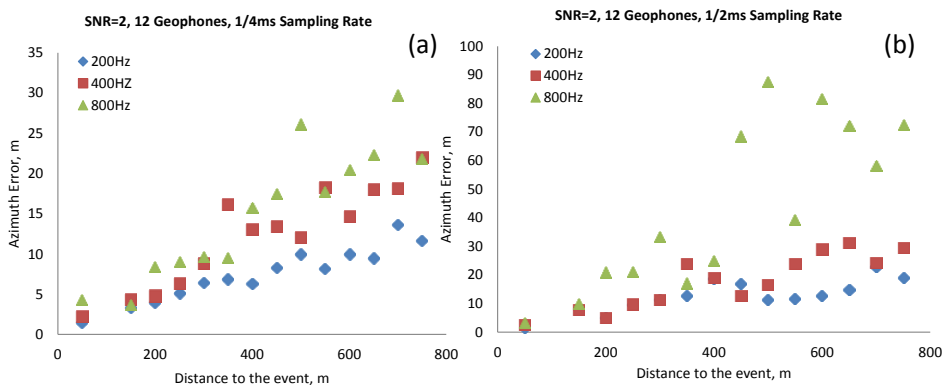 SNR=2, 12 Geophones, 1/4ms Sampling Rate
(a)
200Hz
400HZ
800Hz
Azimuth Error, m
35
30
25
20
15
10
5
0
0
200
400
600
800
Distance to the event, m
SNR=2, 12 Geophones, 1/2ms Sampling Rate
(b)
200Hz
400Hz
800Hz
Azimuth Error, m
100
90
80
70
60
50
40
30
20
10
0
0
200
400
600
800
Distance to the event, m